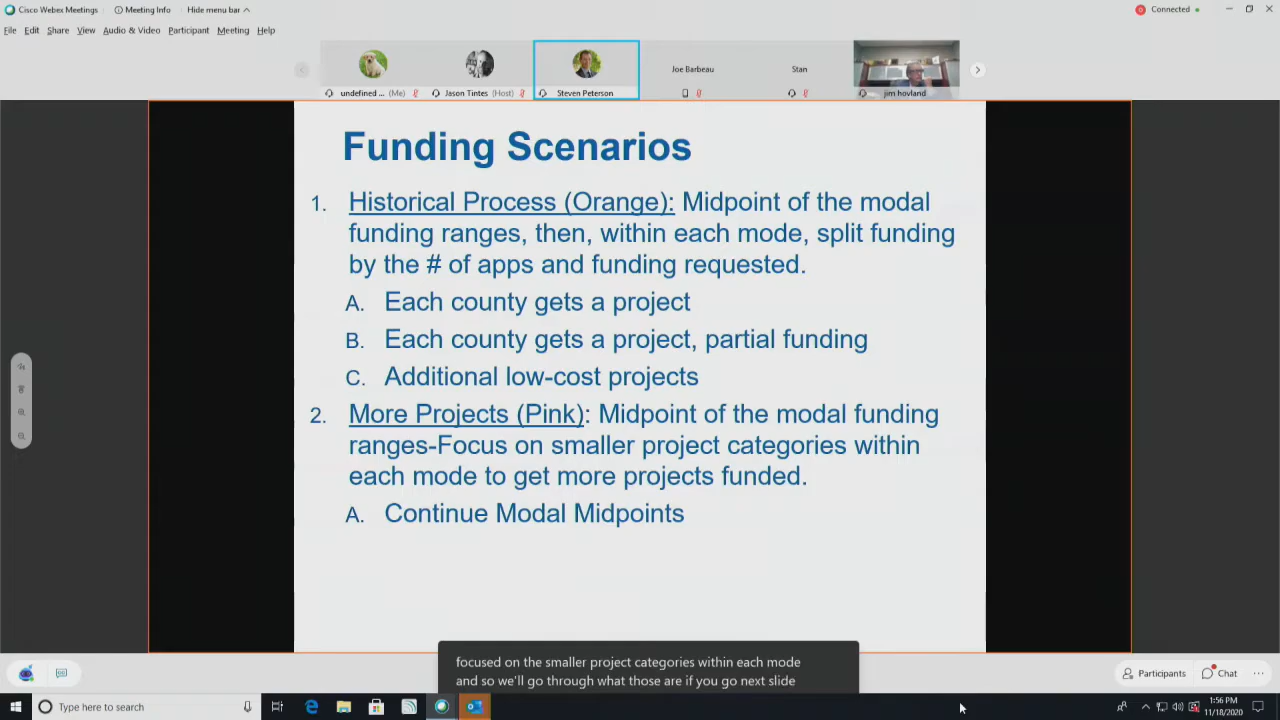 Cisco Webex Meetings
Meeting Info
Hide menu bar
Connected
File Edit Share View Audio & Video Participant Meeting Help
undefined ... (Me)
Jason Tintes (Host)
Steven Peterson
Joe Barbeau
Stan
jim hovland
Funding Scenarios
1. Historical Process (Orange): Midpoint of the modal
funding ranges, then, within each mode, split funding
by the # of apps and funding requested.
A. Each county gets a project
B. Each county gets a project, partial funding
C. Additional low-cost projects
2. More Projects (Pink): Midpoint of the modal funding
ranges-Focus on smaller project categories within
each mode to get more projects funded.
A. Continue Modal Midpoints
focused on the smaller project categories within each mode
and so we'll go through what those are if you go next slide
Participants
Chat
Type here to search
1:56 PM
11/18/2020